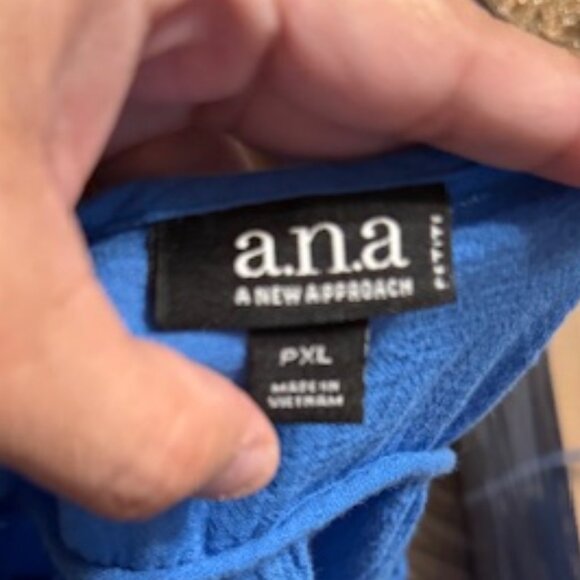 a.n.a
A NEW APPROACH
PETITE
PXL
MADE IN
VIETNAM